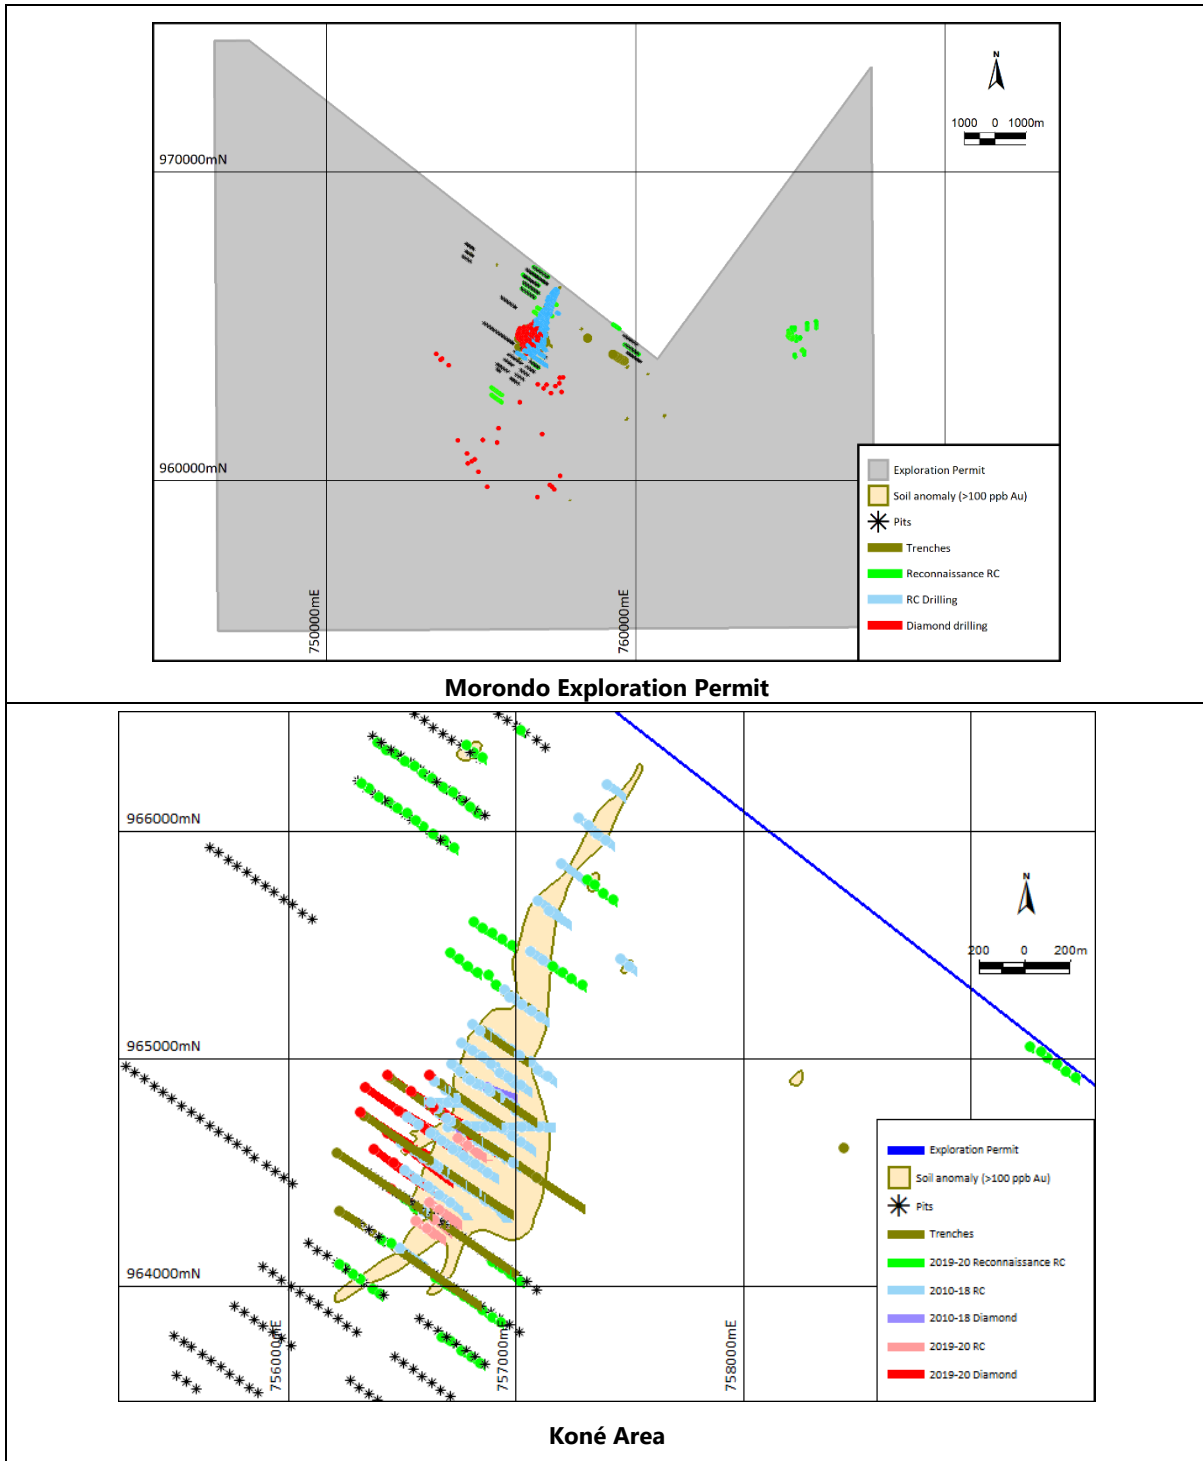 N
1000 0 1000m
970000mN
960000mN
750000mE
760000mE
Exploration Permit
Soil anomaly (>100 ppb Au)
Pits
Trenches
Reconnaissance RC
RC Drilling
Diamond drilling
Morondo Exploration Permit
966000mN
N
200 0 200m
965000mN
964000mN
756000mE
757000mE
758000mE
Exploration Permit
Soil anomaly (>100 ppb Au)
Pits
Trenches
2019-20 Reconnaissance RC
2010-18 RC
2010-18 Diamond
2019-20 RC
2019-20 Diamond
Koné Area